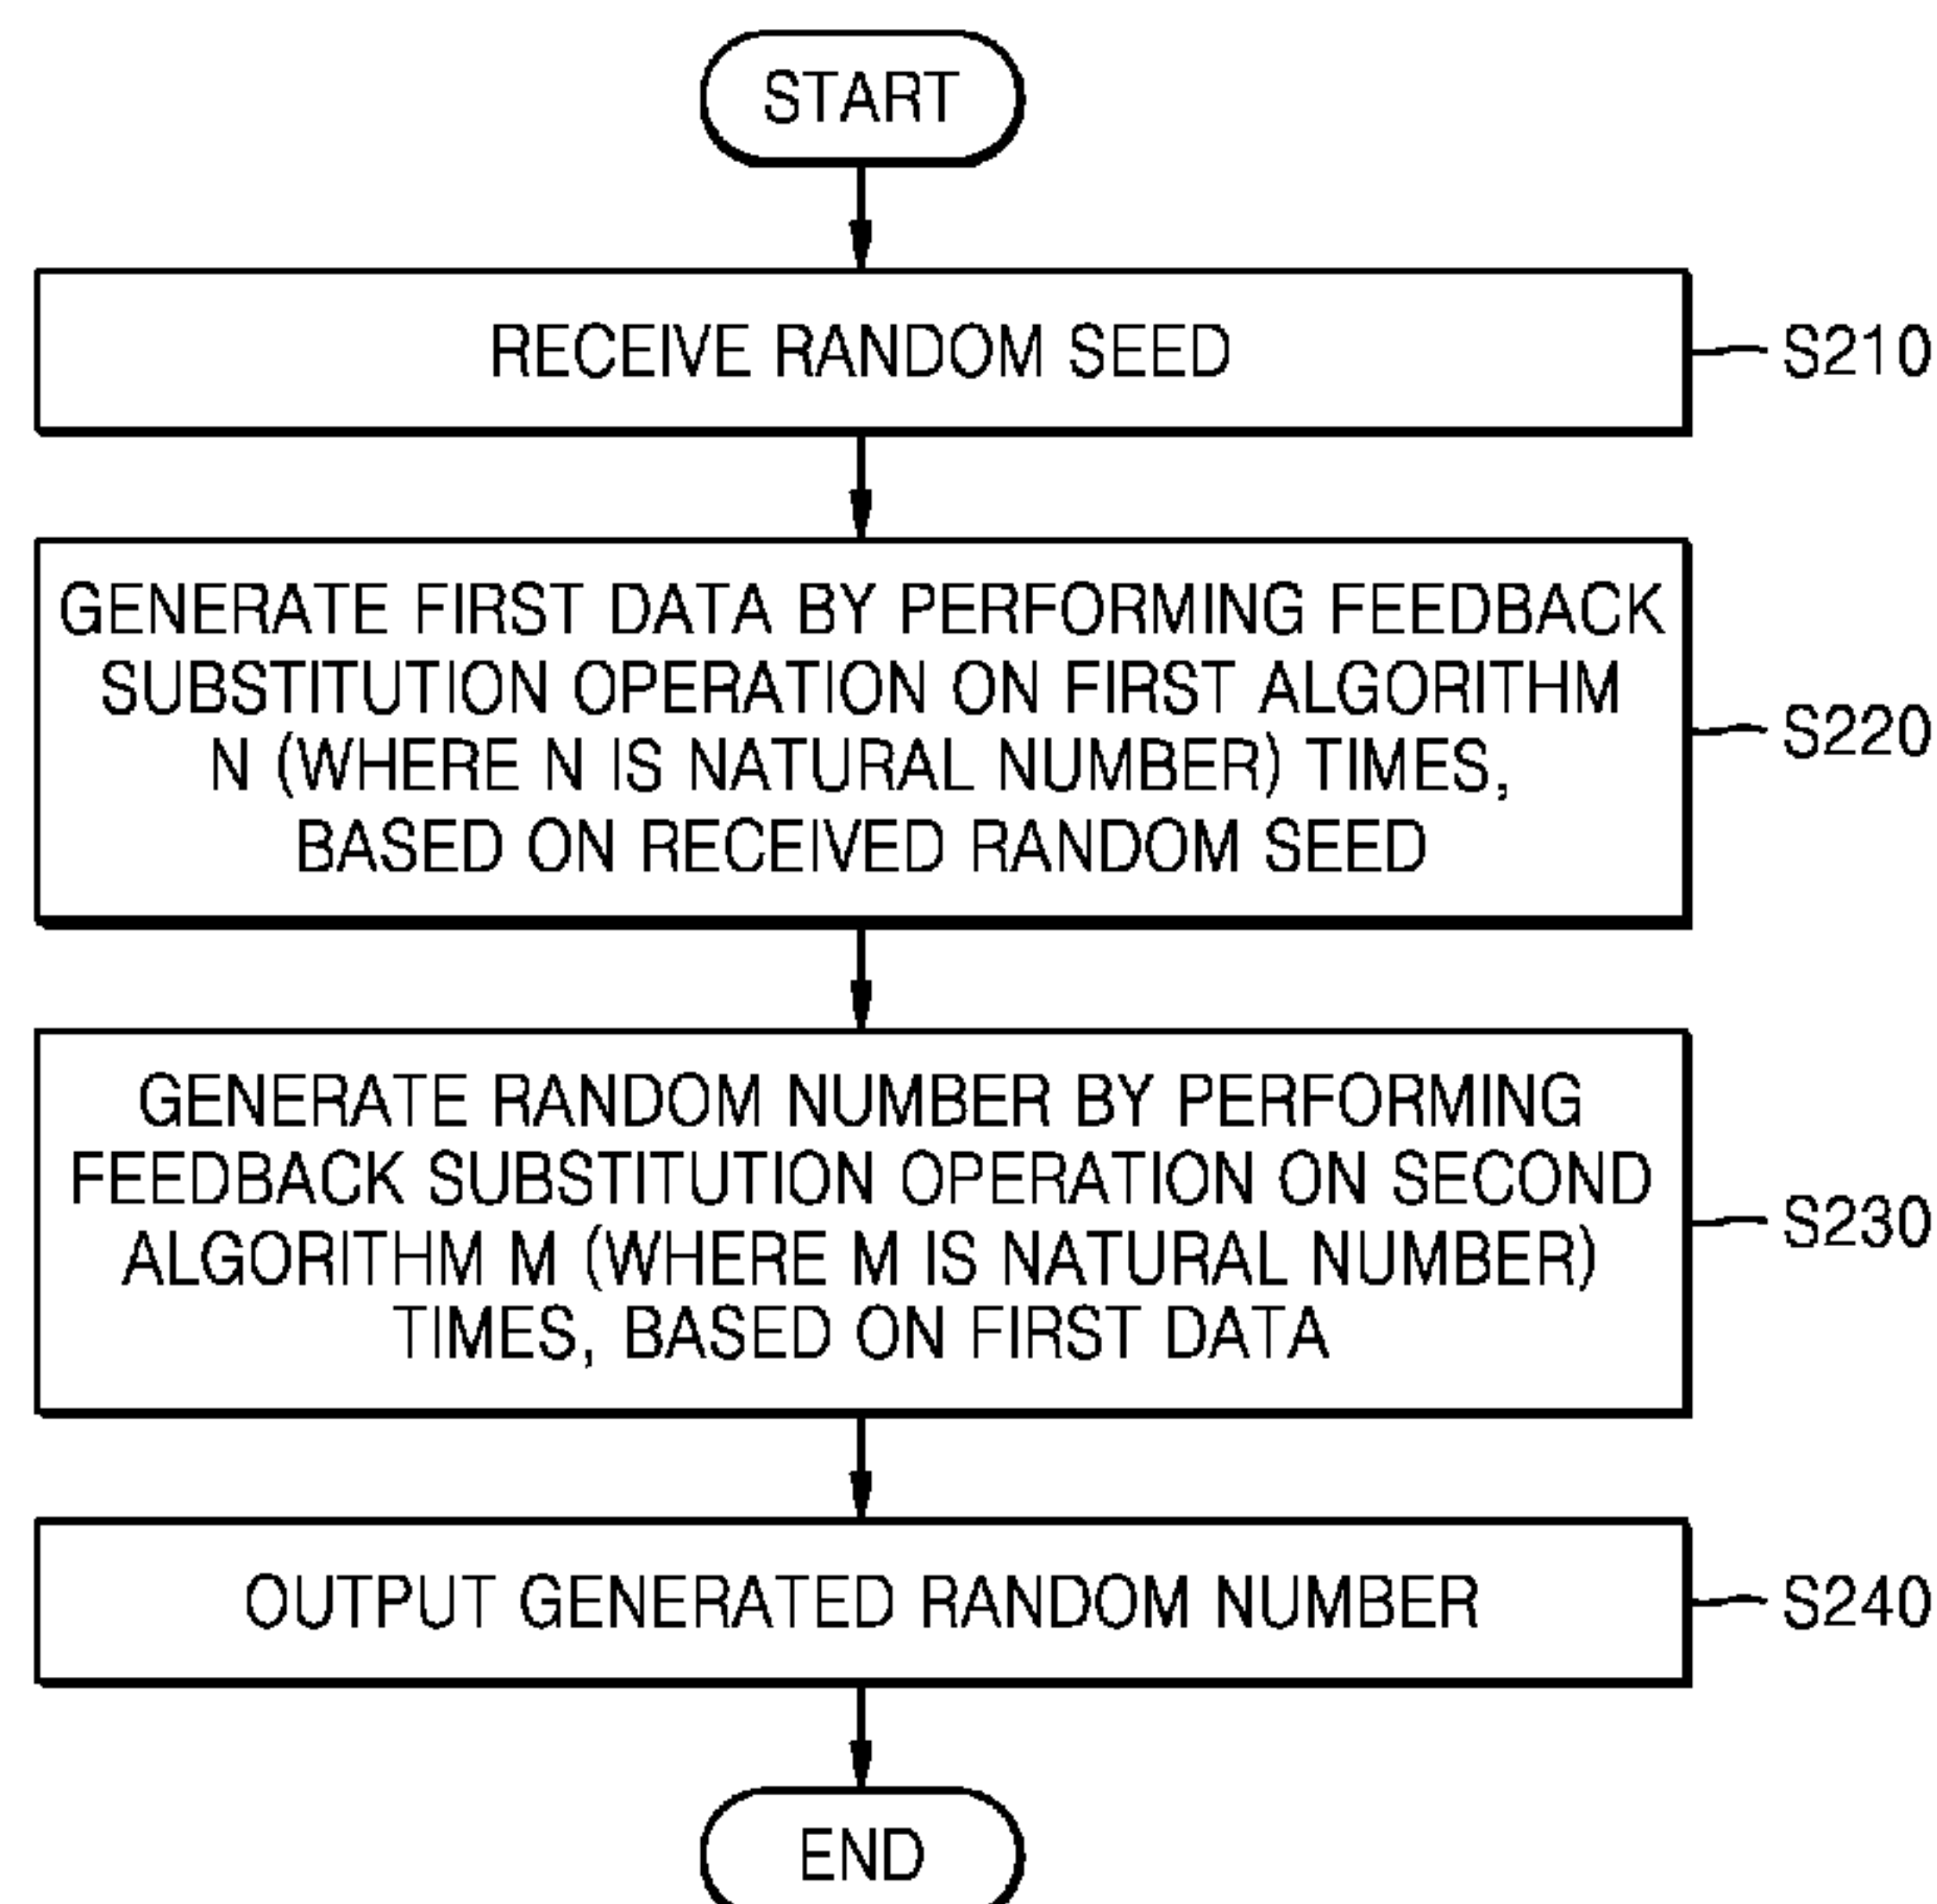 START
RECEIVE RANDOM SEED
S210
GENERATE FIRST DATA BY PERFORMING FEEDBACK
SUBSTITUTION OPERATION ON FIRST ALGORITHM
N (WHERE N IS NATURAL NUMBER) TIMES,
BASED ON RECEIVED RANDOM SEED
S220
GENERATE RANDOM NUMBER BY PERFORMING
FEEDBACK SUBSTITUTION OPERATION ON SECOND
ALGORITHM M (WHERE M IS NATURAL NUMBER)
TIMES, BASED ON FIRST DATA
S230
OUTPUT GENERATED RANDOM NUMBER
S240
END